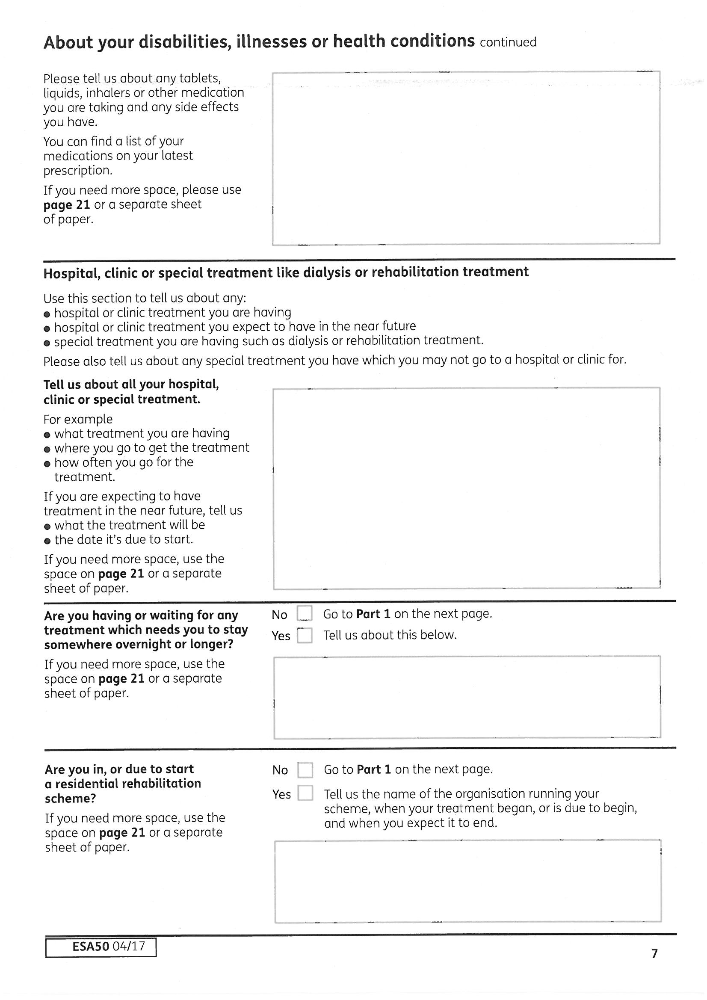 About your disabilities, illnesses or health conditions continued
Please tell us about any tablets,
liquids, inhalers or other medication
you are taking and any side effects
you have.
You can find a list of your
medications on your latest
prescription.
If you need more space, please use
page 21 or a separate sheet
of paper.
Hospital, clinic or special treatment like dialysis or rehabilitation treatment
Use this section to tell us about any:
● hospital or clinic treatment you are having
● hospital or clinic treatment you expect to have in the near future
● special treatment you are having such as dialysis or rehabilitation treatment.
Please also tell us about any special treatment you have which you may not go to a hospital or clinic for.
Tell us about all your hospital,
clinic or special treatment.
For example
● what treatment you are having
● where you go to get the treatment
● how often you go for the
treatment.
If you are expecting to have
treatment in the near future, tell us
● what the treatment will be
● the date it's due to start.
If you need more space, use the
space on page 21 or a separate
sheet of paper.
Are you having or waiting for any
treatment which needs you to stay
somewhere overnight or longer?
If you need more space, use the
space on page 21 or a separate
sheet of paper.
No Go to Part 1 on the next page.
Yes Tell us about this below.
Are you in, or due to start
a residential rehabilitation
scheme?
If you need more space, use the
space on page 21 or a separate
sheet of paper.
No Go to Part 1 on the next page.
Yes Tell us the name of the organisation running your
scheme, when your treatment began, or is due to begin,
and when you expect it to end.
ESA50 04/17
7